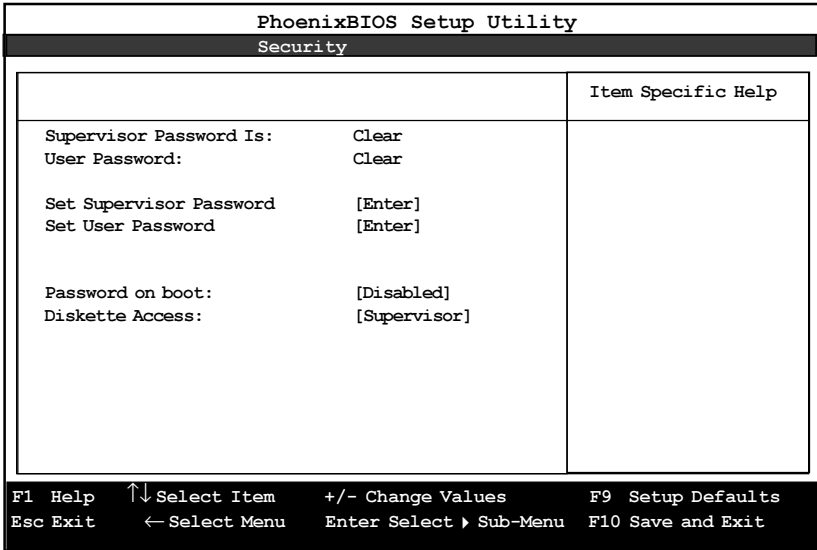 PhoenixBIOS Setup Utility
Security
Item Specific Help
Supervisor Password Is: Clear
User Password: Clear
Set Supervisor Password [Enter]
Set User Password [Enter]
Password on boot: [Disabled]
Diskette Access: [Supervisor]
F1 Help ↑↓ Select Item +/- Change Values F9 Setup Defaults
Esc Exit ← Select Menu Enter Select ▶ Sub-Menu F10 Save and Exit